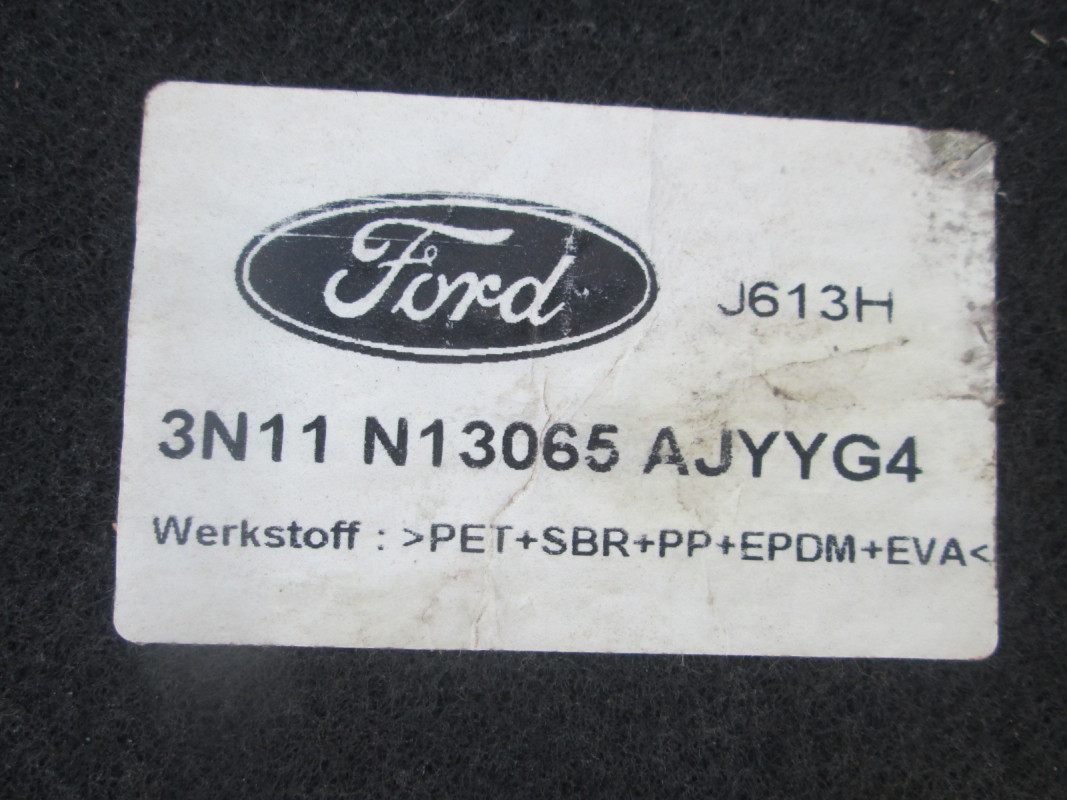 Ford
J613H
3N11 N13065 AJYYG4
Werkstoff : >PET+SBR+PP+EPDM+EVA<